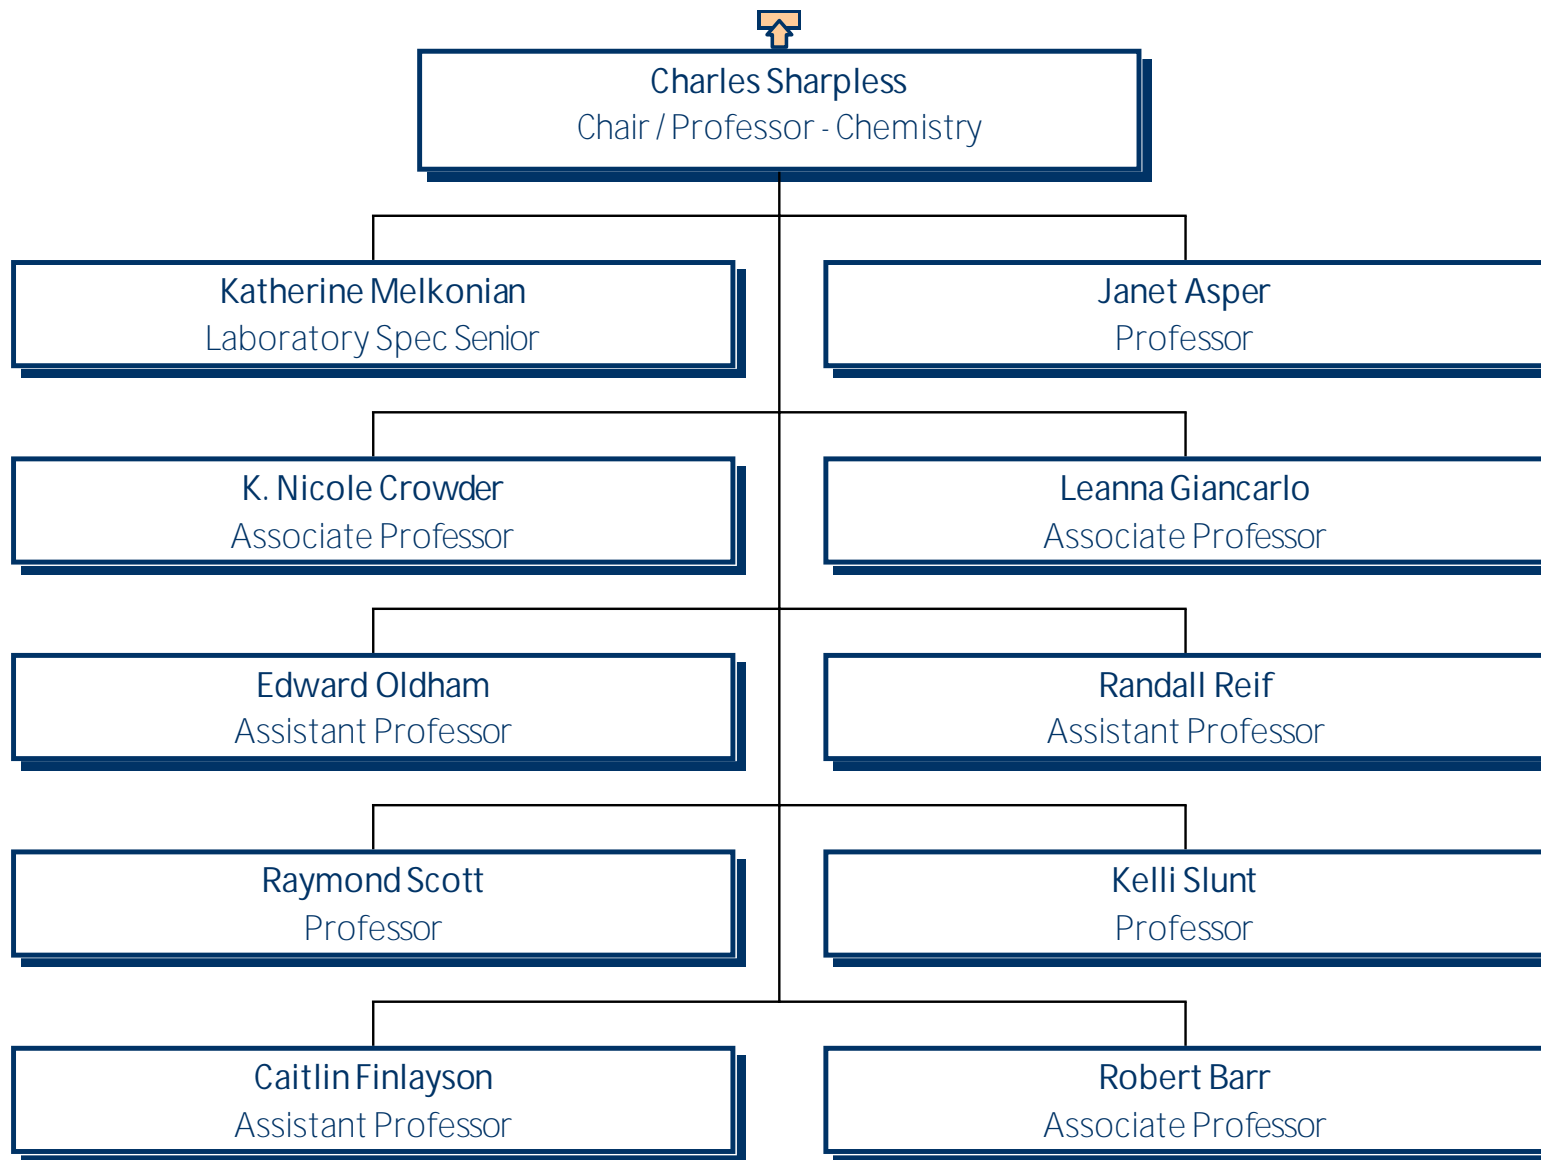 Charles Sharpless
Chair / Professor - Chemistry
Katherine Melkonian
Laboratory Spec Senior
Janet Asper
Professor
K. Nicole Crowder
Associate Professor
Leanna Giancarlo
Associate Professor
Edward Oldham
Assistant Professor
Randall Reif
Assistant Professor
Raymond Scott
Professor
Kelli Slunt
Professor
Caitlin Finlayson
Assistant Professor
Robert Barr
Associate Professor